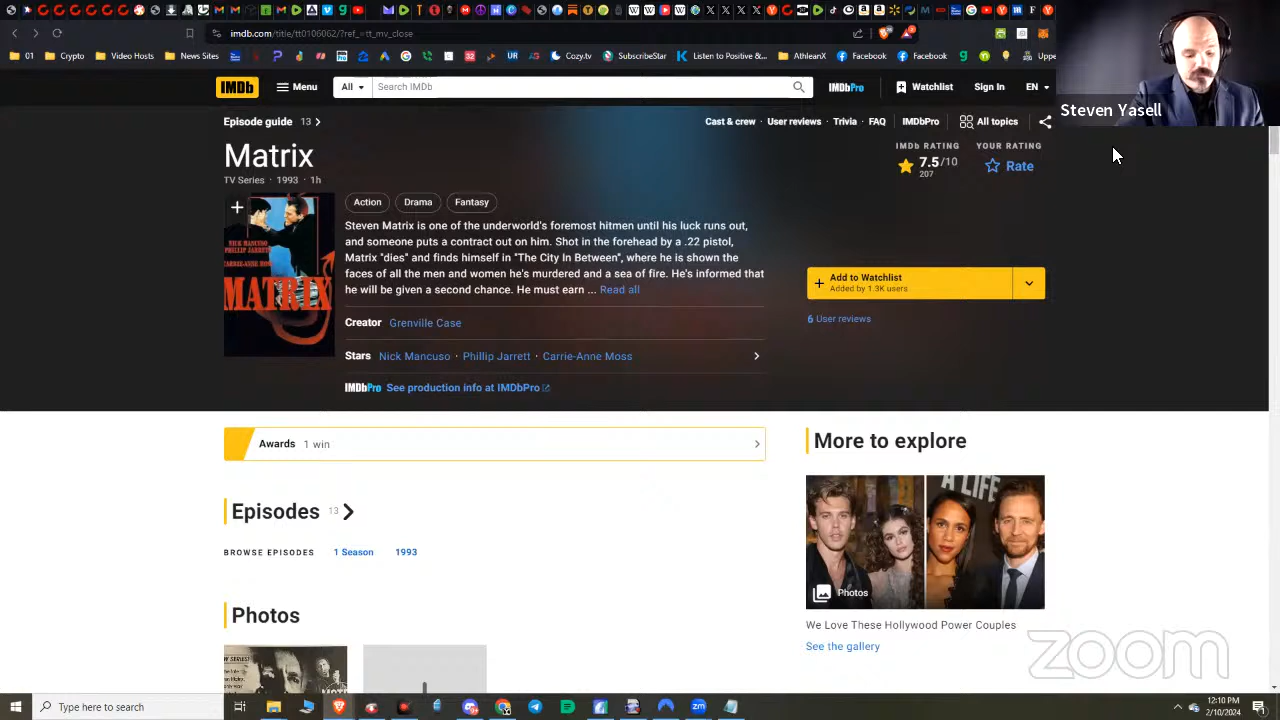 imdb.com/title/tt0106062/?ref_=tt_mv_close
01 Crypto Video Hosts News Sites UR AG Cozy.tv SubscribeStar Listen to Playlist &... AthleanX Facebook Facebook
IMDb Menu All Search IMDb IMDbPro Watchlist Sign In EN
Steven Yasell
Episode guide 13 Cast & crew · User reviews · Trivia · FAQ IMDbPro All topics
Matrix
TV Series · 1993 · 1h
IMDb RATING YOUR RATING
7.5/10 Rate
207
Action Drama Fantasy
Steven Matrix is one of the underworld's foremost hitmen until his luck runs out,
and someone puts a contract out on him. Shot in the forehead by a .22 pistol,
Matrix "dies" and finds himself in "The City In Between", where he is shown the
faces of all the men and women he's murdered and a sea of fire. He's informed that
he will be given a second chance. He must earn ... Read all
NICK MANCUSO
PHILLIP JARRETT
MATRIX
Add to Watchlist
Added by 1.3K users
6 User reviews
Creator Grenville Case
Stars Nick Mancuso · Phillip Jarrett · Carrie-Anne Moss
IMDbPro See production info at IMDbPro
Awards 1 win
Episodes 13
BROWSE EPISODES 1 Season 1993
Photos
More to explore
A LIFE
Photos
We Love These Hollywood Power Couples
See the gallery
zoom
Type here to search
12:10 PM
2/10/2024